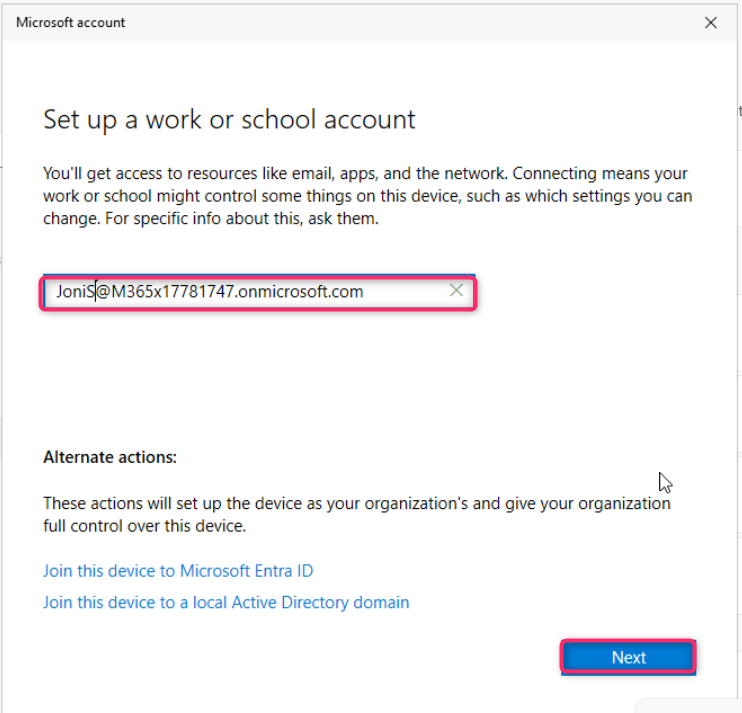 Microsoft account
Set up a work or school account
You'll get access to resources like email, apps, and the network. Connecting means your
work or school might control some things on this device, such as which settings you can
change. For specific info about this, ask them.
JoniS@M365x17781747.onmicrosoft.com
Alternate actions:
These actions will set up the device as your organization's and give your organization
full control over this device.
Join this device to Microsoft Entra ID
Join this device to a local Active Directory domain
Next